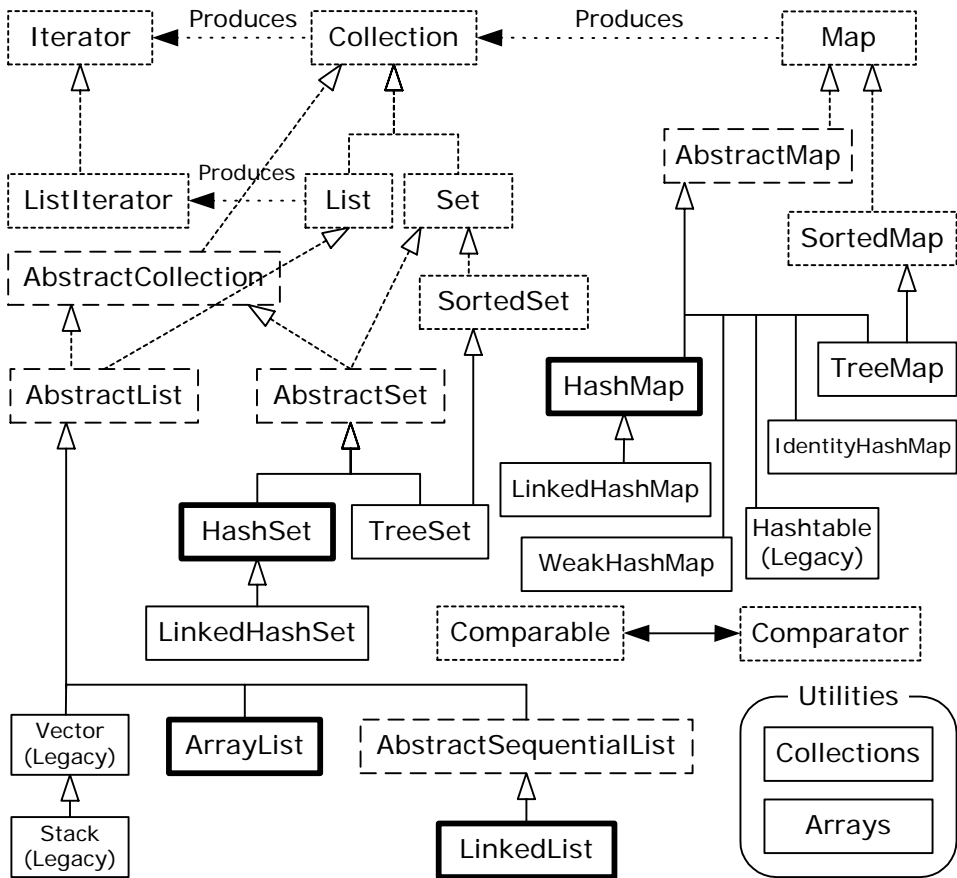 Produces
Produces
Iterator
Collection
Map
AbstractMap
Produces
ListIterator
List
Set
SortedMap
AbstractCollection
SortedSet
TreeMap
HashMap
AbstractList
AbstractSet
IdentityHashMap
LinkedHashMap
Hashtable
(Legacy)
HashSet
TreeSet
WeakHashMap
LinkedHashSet
Comparable
Comparator
Utilities
Vector
(Legacy)
ArrayList
AbstractSequentialList
Collections
Arrays
Stack
(Legacy)
LinkedList